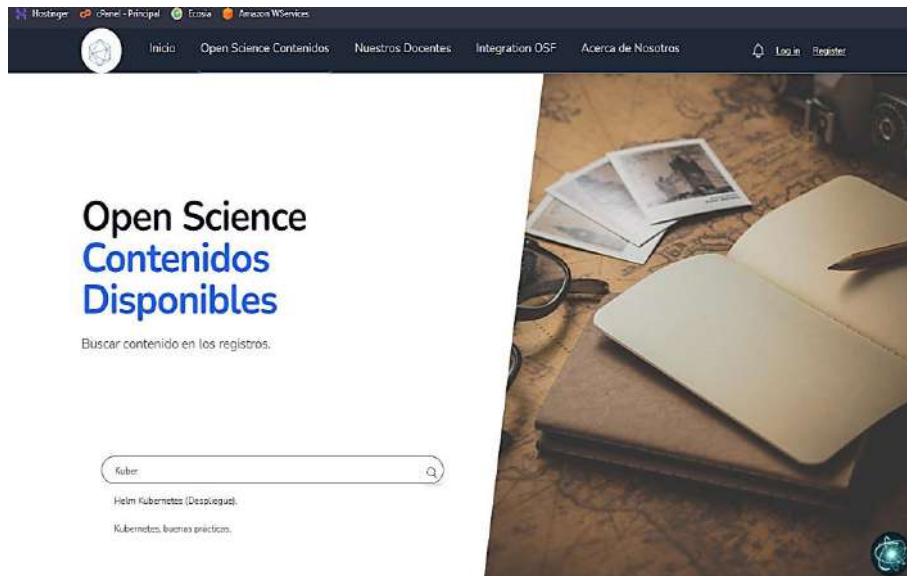 Hostinger cPanel - Principal Ecosia Amazon WServices
Inicio Open Science Contenidos Nuestros Docentes Integration OSF Acerca de Nosotros Log in Register
Open Science
Contenidos
Disponibles
Buscar contenido en los registros.
Kuber
Helm Kubernetes (Despliegue).
Kubernetes, buenas prácticas.